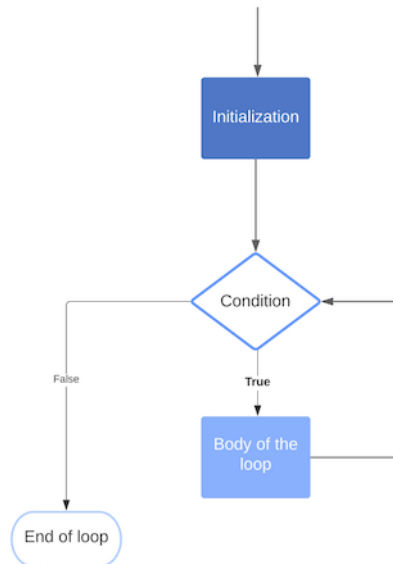 Initialization
Condition
False
True
Body of the
loop
End of loop